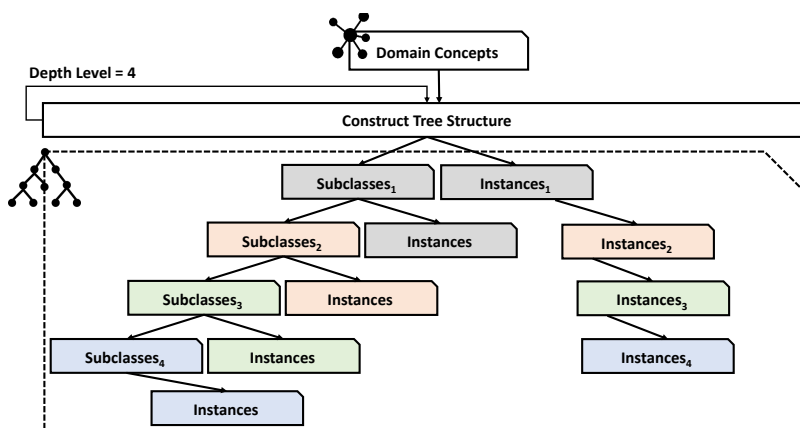 Domain Concepts
Depth Level = 4
Construct Tree Structure
Subclasses₁
Instances₁
Subclasses₂
Instances
Instances₂
Subclasses₃
Instances
Instances₃
Subclasses₄
Instances
Instances₄
Instances